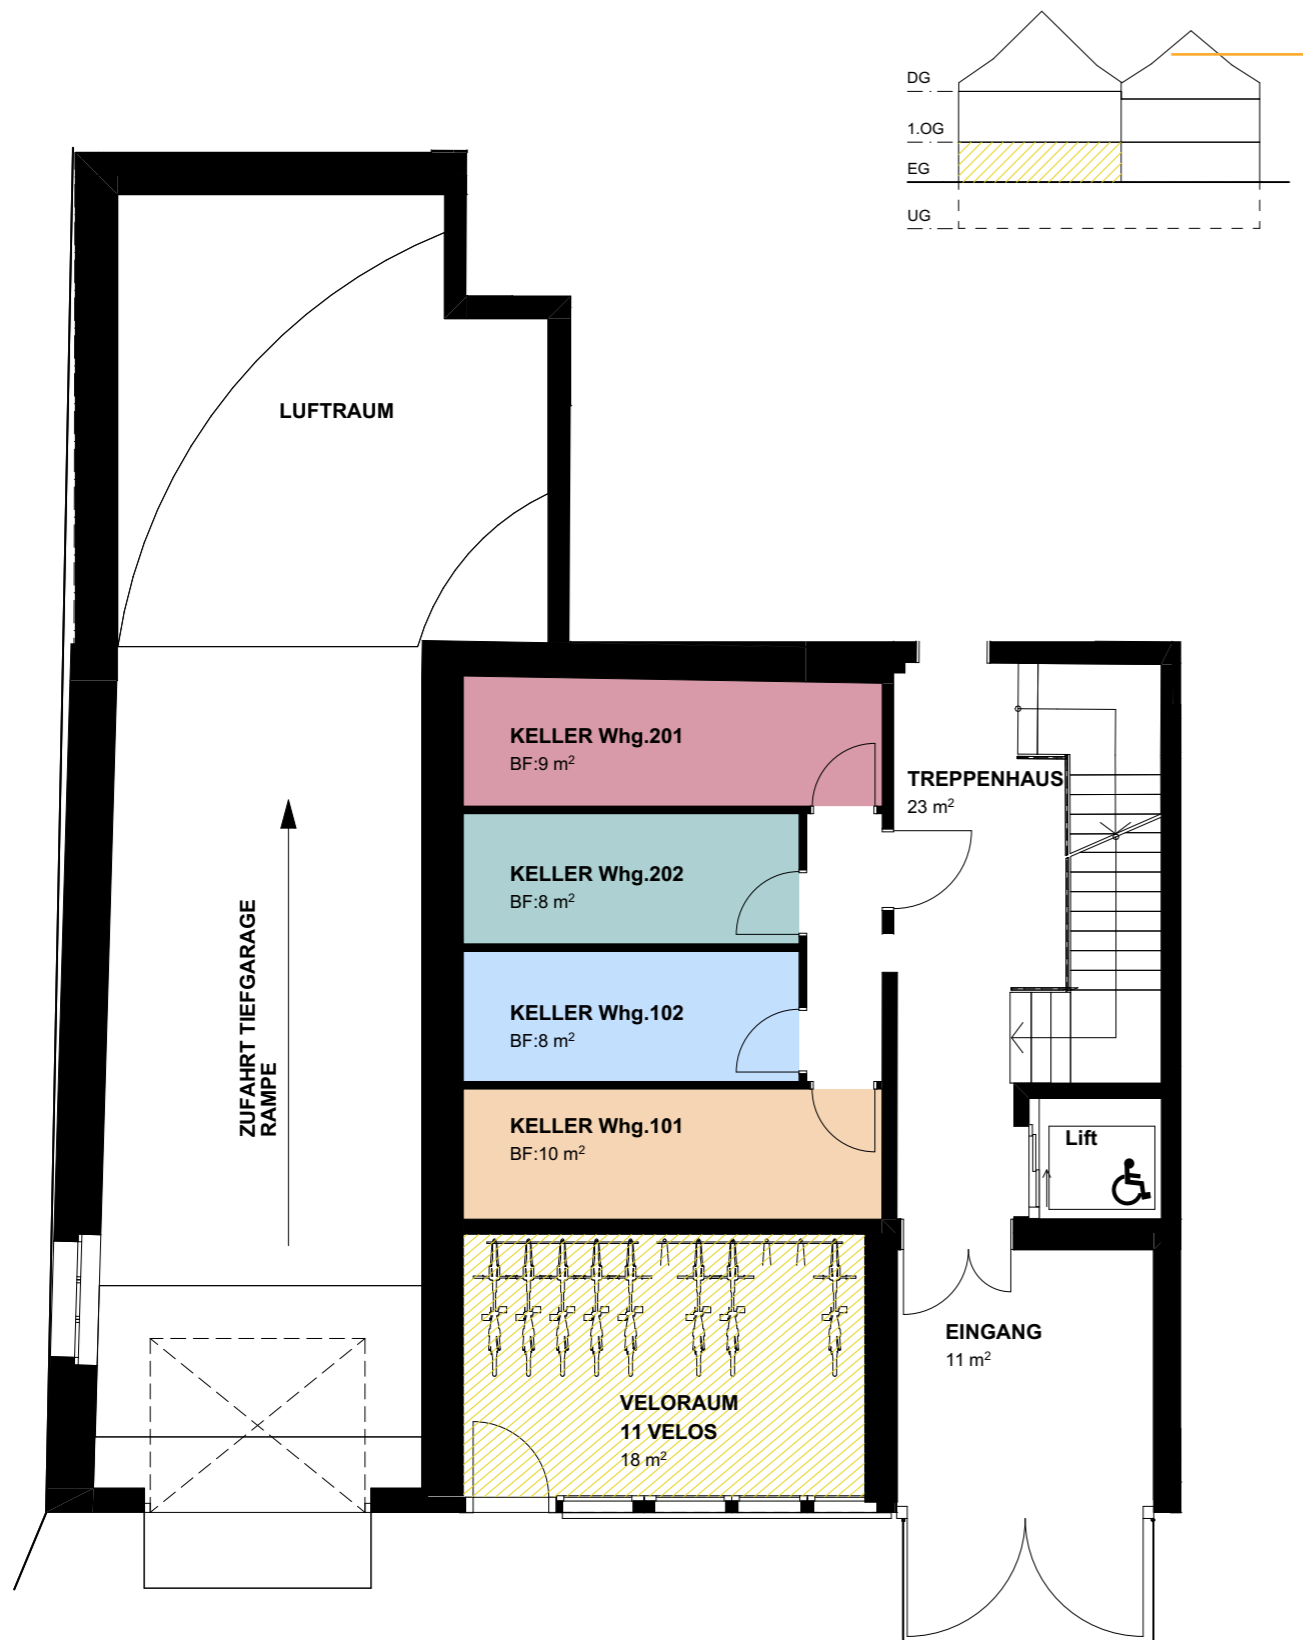 DG
1.OG
EG
UG
LUFTRAUM
KELLER Whg.201
BF:9 m²
TREPPENHAUS
23 m²
KELLER Whg.202
BF:8 m²
ZUFAHRT TIEFGARAGE
RAMPE
KELLER Whg.102
BF:8 m²
KELLER Whg.101
BF:10 m²
Lift
EINGANG
11 m²
VELORAUM
11 VELOS
18 m²